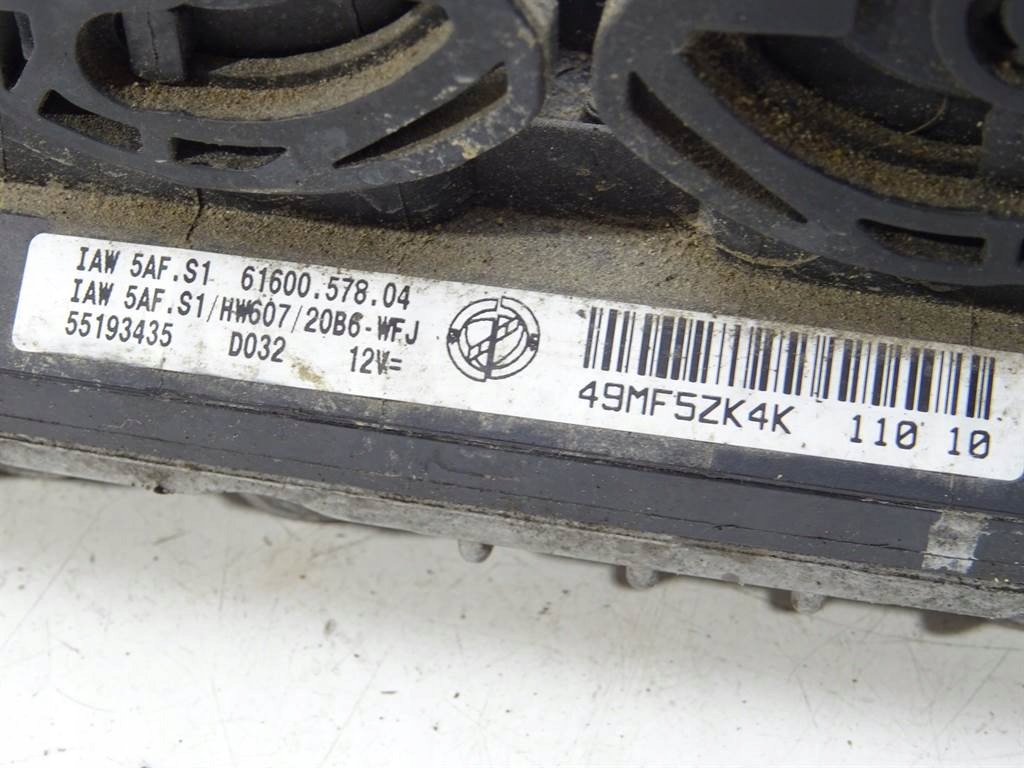 IAW 5AF.S1 61600.578.04
IAW 5AF.S1/HW607/20B6-WFJ
55193435 D032 12V=
49MF5ZK4K 110 10